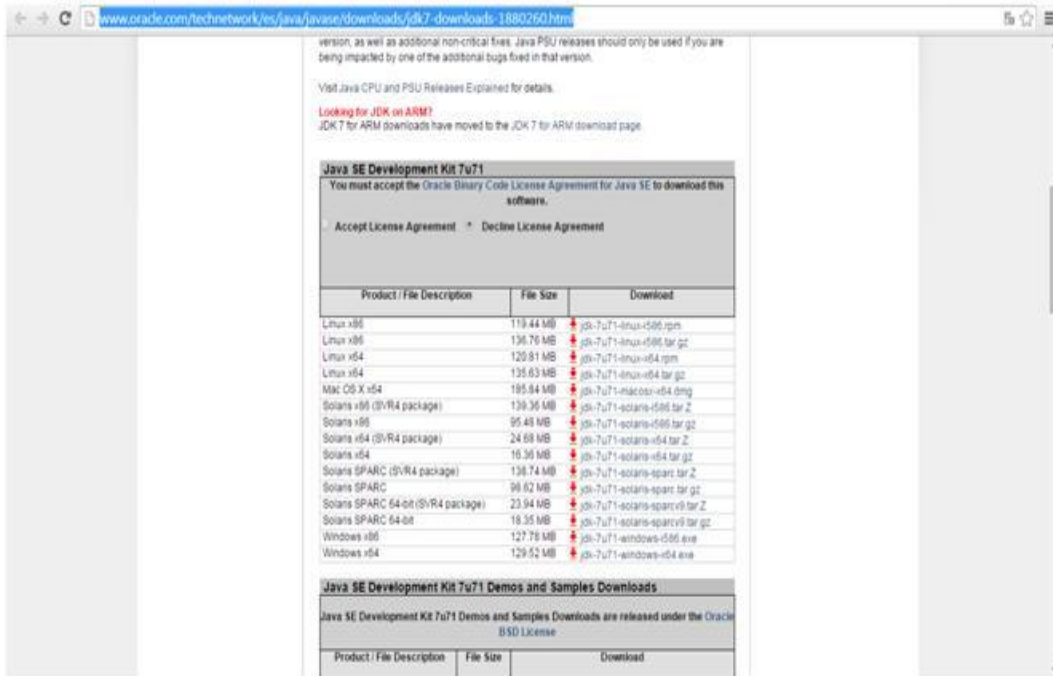 www.oracle.com/technetwork/es/java/javase/downloads/jdk7-downloads-1880260.html
version, as well as additional non-critical fixes. Java PSU releases should only be used if you are
being impacted by one of the additional bugs fixed in that version.
Visit Java CPU and PSU Releases Explained for details.
Looking for JDK on ARM?
JDK 7 for ARM downloads have moved to the JDK 7 for ARM download page.
Java SE Development Kit 7u71
You must accept the Oracle Binary Code License Agreement for Java SE to download this
software.
Accept License Agreement Decline License Agreement
Product / File Description File Size Download
Linux x86 119.44 MB jdk-7u71-linux-i586.rpm
Linux x86 136.76 MB jdk-7u71-linux-i586.tar.gz
Linux x64 120.81 MB jdk-7u71-linux-x64.rpm
Linux x64 135.63 MB jdk-7u71-linux-x64.tar.gz
Mac OS X x64 185.84 MB jdk-7u71-macosx-x64.dmg
Solaris x86 (SVR4 package) 139.36 MB jdk-7u71-solaris-i586.tar.Z
Solaris x86 95.48 MB jdk-7u71-solaris-i586.tar.gz
Solaris x64 (SVR4 package) 24.68 MB jdk-7u71-solaris-x64.tar.Z
Solaris x64 16.36 MB jdk-7u71-solaris-x64.tar.gz
Solaris SPARC (SVR4 package) 138.74 MB jdk-7u71-solaris-sparc.tar.Z
Solaris SPARC 98.62 MB jdk-7u71-solaris-sparc.tar.gz
Solaris SPARC 64-bit (SVR4 package) 23.94 MB jdk-7u71-solaris-sparcv9.tar.Z
Solaris SPARC 64-bit 18.35 MB jdk-7u71-solaris-sparcv9.tar.gz
Windows x86 127.78 MB jdk-7u71-windows-i586.exe
Windows x64 129.52 MB jdk-7u71-windows-x64.exe
Java SE Development Kit 7u71 Demos and Samples Downloads
Java SE Development Kit 7u71 Demos and Samples Downloads are released under the Oracle
BSD License
Product / File Description File Size Download